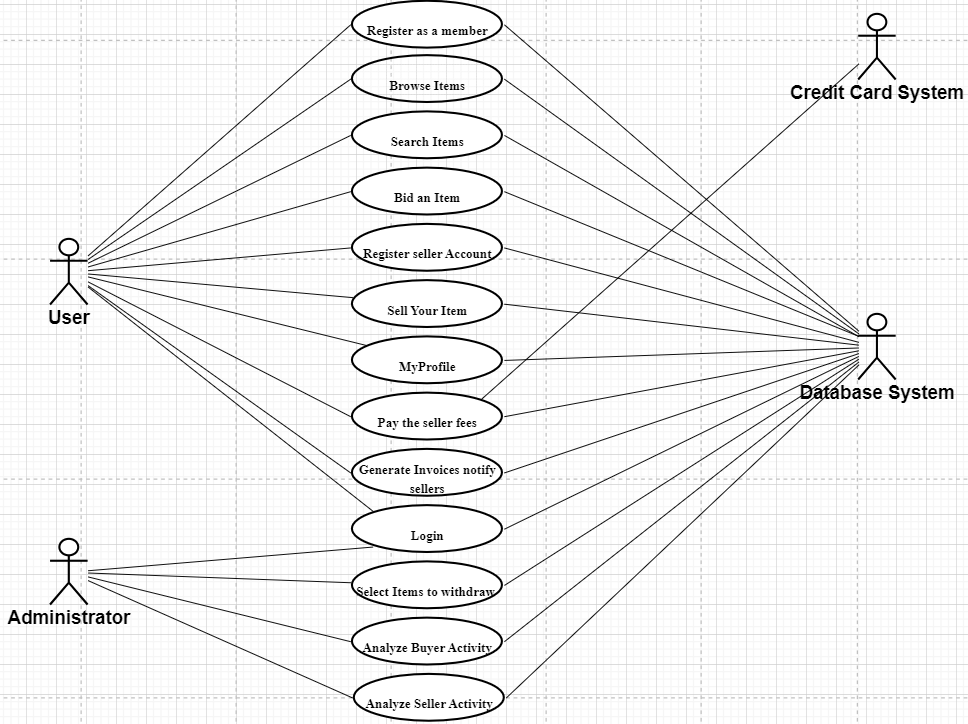 Register as a member
Credit Card System
Browse Items
Search Items
Bid an Item
Register seller Account
User
Sell Your Item
MyProfile
Database System
Pay the seller fees
Generate Invoices notify
sellers
Login
Select Items to withdraw
Administrator
Analyze Buyer Activity
Analyze Seller Activity